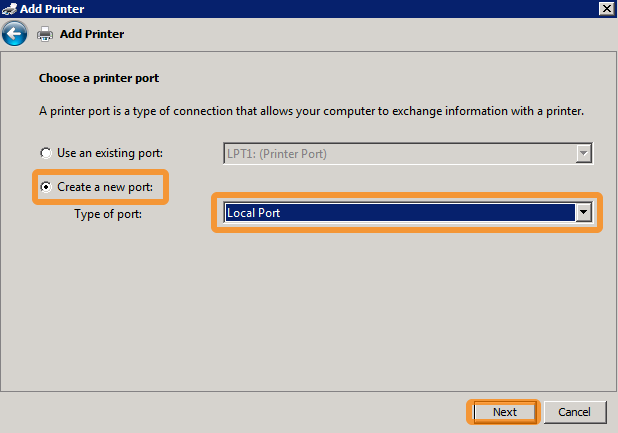 Add Printer
Add Printer
Choose a printer port
A printer port is a type of connection that allows your computer to exchange information with a printer.
Use an existing port:
LPT1: (Printer Port)
Create a new port:
Type of port:
Local Port
Next
Cancel